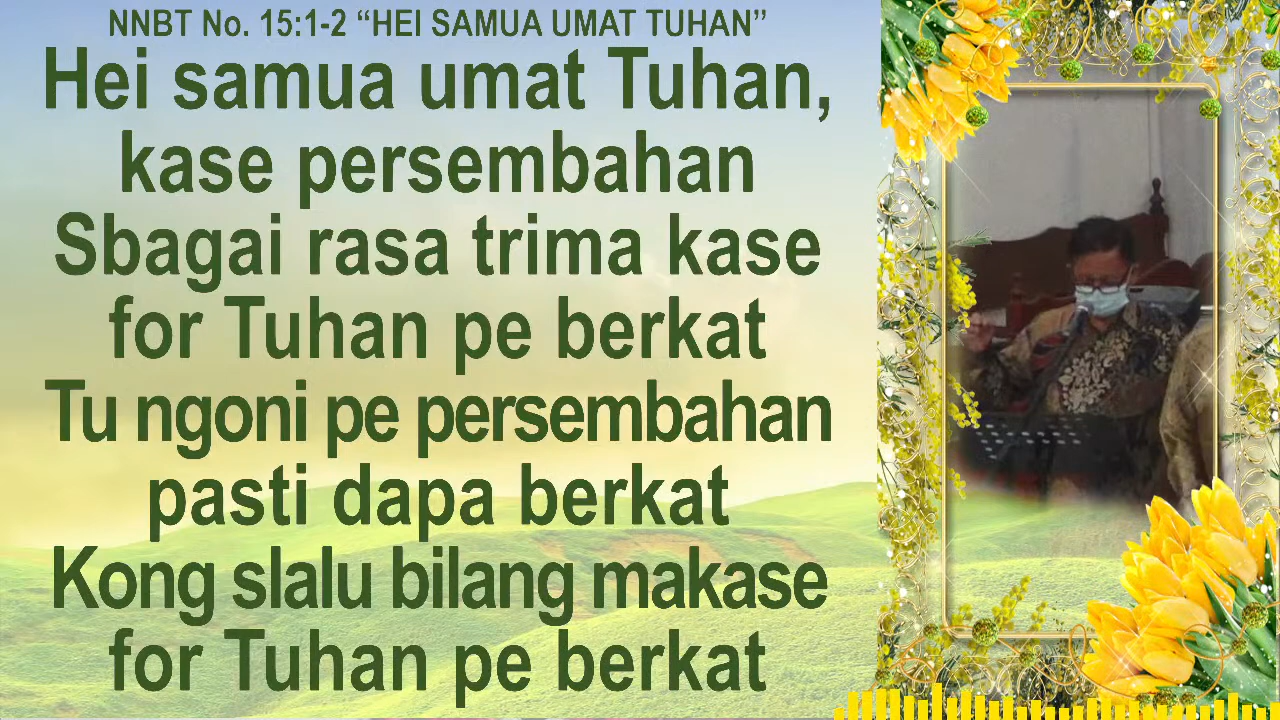 NNBT No. 15:1-2 “HEI SAMUA UMAT TUHAN”
Hei samua umat Tuhan,
kase persembahan
Sbagai rasa trima kase
for Tuhan pe berkat
Tu ngoni pe persembahan
pasti dapa berkat
Kong slalu bilang makase
for Tuhan pe berkat